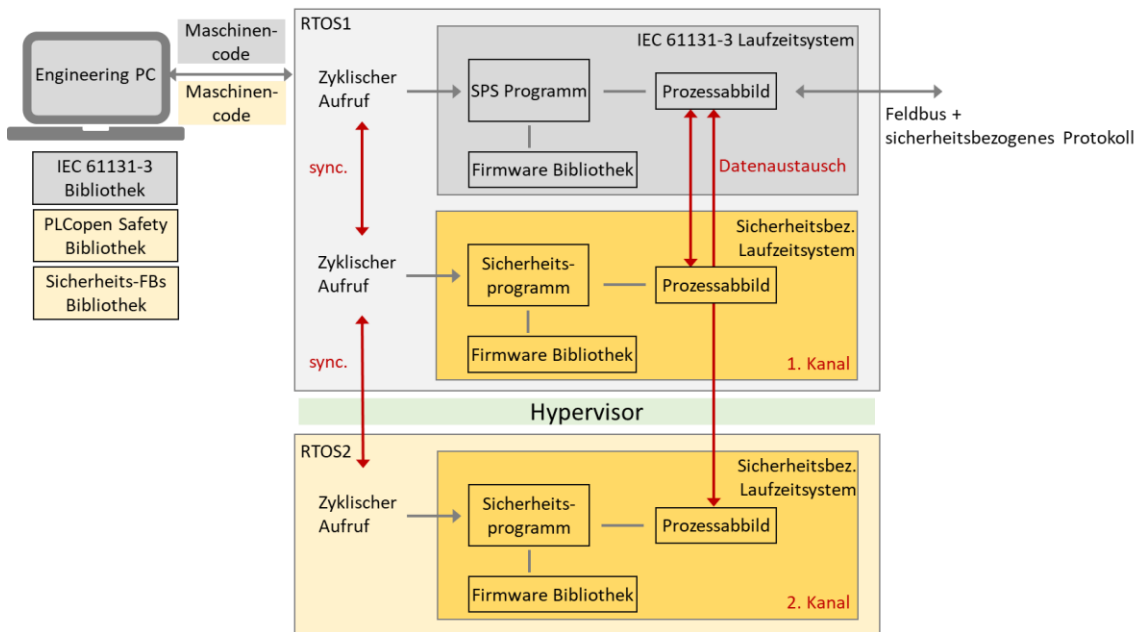 Engineering PC
Maschinen-
code
Maschinen-
code
IEC 61131-3
Bibliothek
PLCopen Safety
Bibliothek
Sicherheits-FBs
Bibliothek
RTOS1
IEC 61131-3 Laufzeitsystem
Zyklischer
Aufruf
SPS Programm
Prozessabbild
Firmware Bibliothek
Feldbus +
sicherheitsbezogenes Protokoll
sync.
Datenaustausch
Sicherheitsbez.
Laufzeitsystem
Zyklischer
Aufruf
Sicherheits-
programm
Prozessabbild
Firmware Bibliothek
1. Kanal
sync.
Hypervisor
RTOS2
Sicherheitsbez.
Laufzeitsystem
Zyklischer
Aufruf
Sicherheits-
programm
Prozessabbild
Firmware Bibliothek
2. Kanal